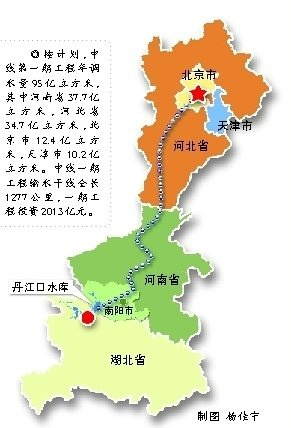 ◎按计划，中
线第一期工程年调
水量95亿立方米，
其中河南省37.7亿
立方米，河北省
34.7亿立方米，北
京市12.4亿立方
米，天津市10.2亿
立方米。中线一期
工程输水干线全长
1277公里，一期工
程投资2013亿元。
北京市
天津市
河北省
河南省
丹江口水库
南阳市
湖北省
制图 杨仕宇